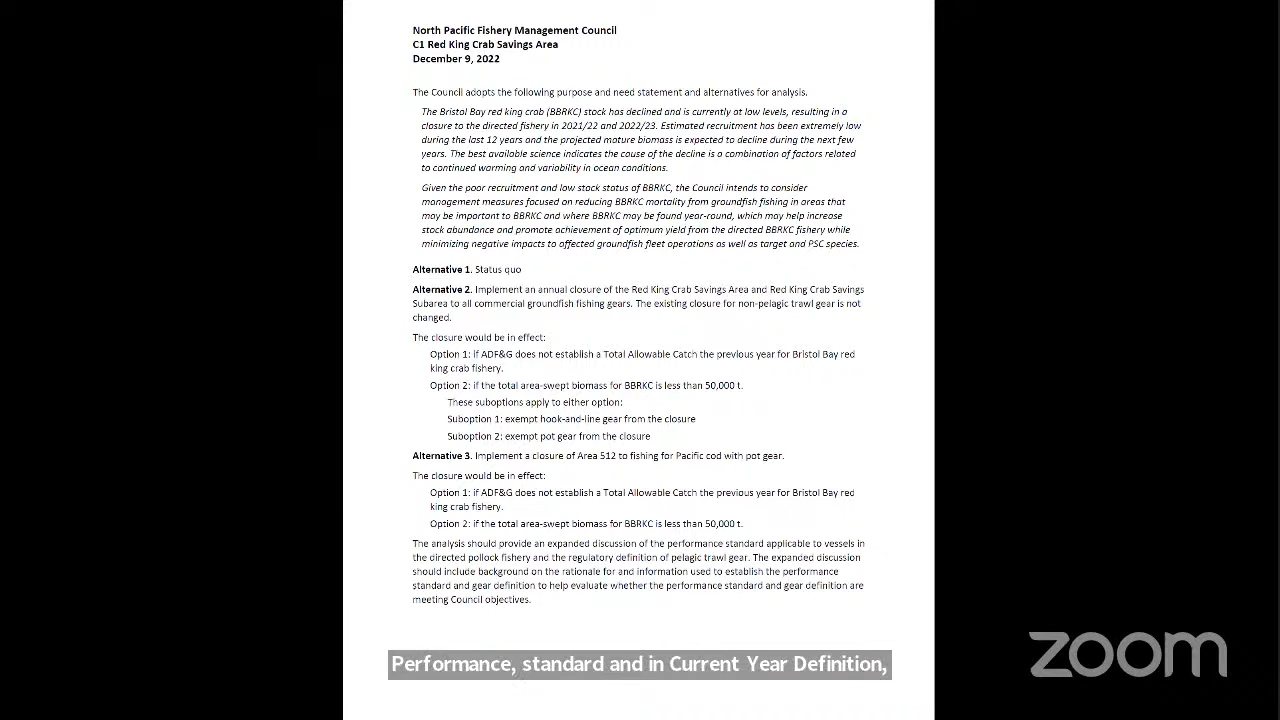 North Pacific Fishery Management Council
C1 Red King Crab Savings Area
December 9, 2022
The Council adopts the following purpose and need statement and alternatives for analysis.
The Bristol Bay red king crab (BBRKC) stock has declined and is currently at low levels, resulting in a
closure to the directed fishery in 2021/22 and 2022/23. Estimated recruitment has been extremely low
during the last 12 years and the projected mature biomass is expected to decline during the next few
years. The best available science indicates the cause of the decline is a combination of factors related
to continued warming and variability in ocean conditions.
Given the poor recruitment and low stock status of BBRKC, the Council intends to consider
management measures focused on reducing BBRKC mortality from groundfish fishing in areas that
may be important to BBRKC and where BBRKC may be found year-round, which may help increase
stock abundance and promote achievement of optimum yield from the directed BBRKC fishery while
minimizing negative impacts to affected groundfish fleet operations as well as target and PSC species.
Alternative 1. Status quo
Alternative 2. Implement an annual closure of the Red King Crab Savings Area and Red King Crab Savings
Subarea to all commercial groundfish fishing gears. The existing closure for non-pelagic trawl gear is not
changed.
The closure would be in effect:
Option 1: if ADF&G does not establish a Total Allowable Catch the previous year for Bristol Bay red
king crab fishery.
Option 2: if the total area-swept biomass for BBRKC is less than 50,000 t.
These suboptions apply to either option:
Suboption 1: exempt hook-and-line gear from the closure
Suboption 2: exempt pot gear from the closure
Alternative 3. Implement a closure of Area 512 to fishing for Pacific cod with pot gear.
The closure would be in effect:
Option 1: if ADF&G does not establish a Total Allowable Catch the previous year for Bristol Bay red
king crab fishery.
Option 2: if the total area-swept biomass for BBRKC is less than 50,000 t.
The analysis should provide an expanded discussion of the performance standard applicable to vessels in
the directed pollock fishery and the regulatory definition of pelagic trawl gear. The expanded discussion
should include background on the rationale for and information used to establish the performance
standard and gear definition to help evaluate whether the performance standard and gear definition are
meeting Council objectives.
Performance, standard and in Current Year Definition,
zoom